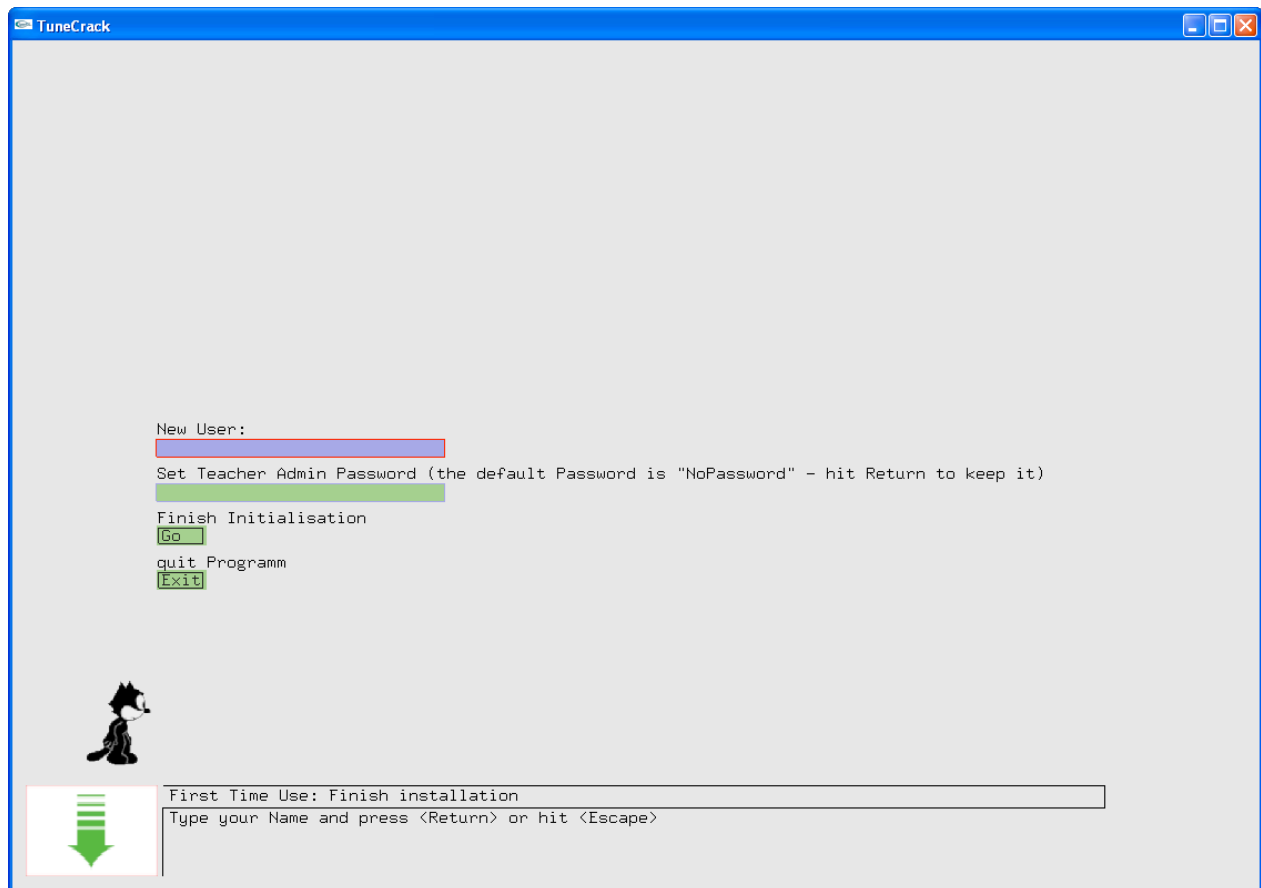 TuneCrack
New User:
Set Teacher Admin Password (the default Password is "NoPassword" - hit Return to keep it)
Finish Initialisation
Go
quit Programm
Exit
First Time Use: Finish installation
Type your Name and press <Return> or hit <Escape>